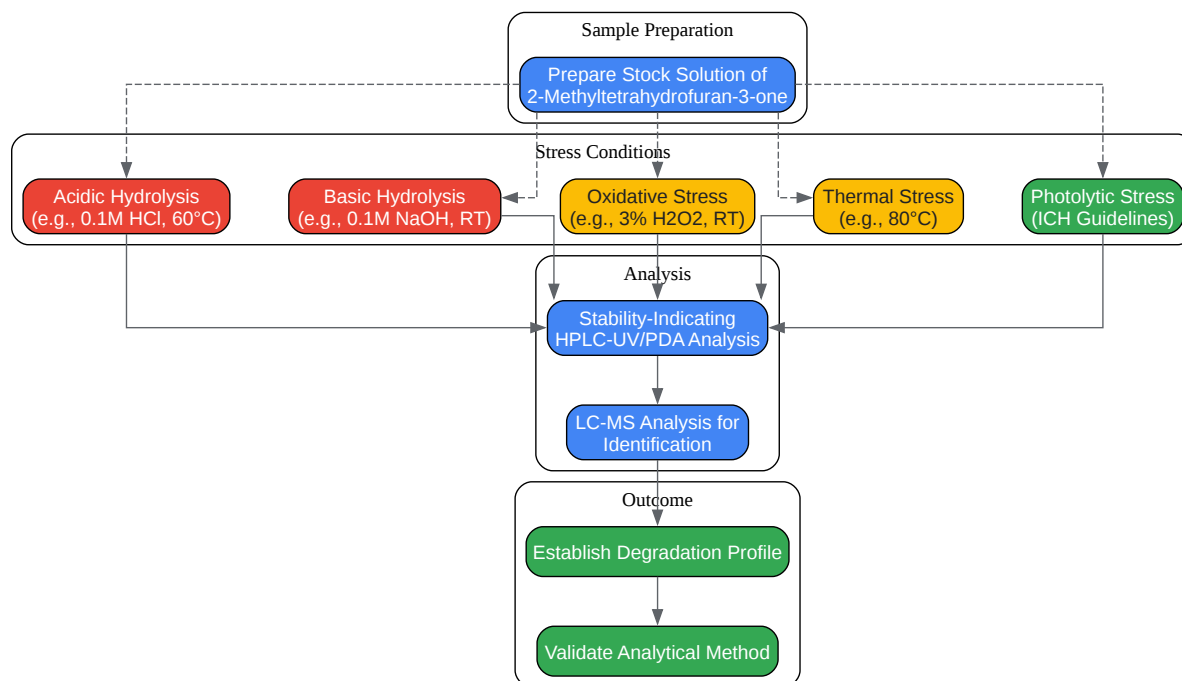 Sample Preparation
Prepare Stock Solution of
2-Methyltetrahydrofuran-3-one
Stress Conditions
Acidic Hydrolysis
(e.g., 0.1M HCl, 60°C)
Basic Hydrolysis
(e.g., 0.1M NaOH, RT)
Oxidative Stress
(e.g., 3% H2O2, RT)
Thermal Stress
(e.g., 80°C)
Photolytic Stress
(ICH Guidelines)
Analysis
Stability-Indicating
HPLC-UV/PDA Analysis
LC-MS Analysis for
Identification
Outcome
Establish Degradation Profile
Validate Analytical Method